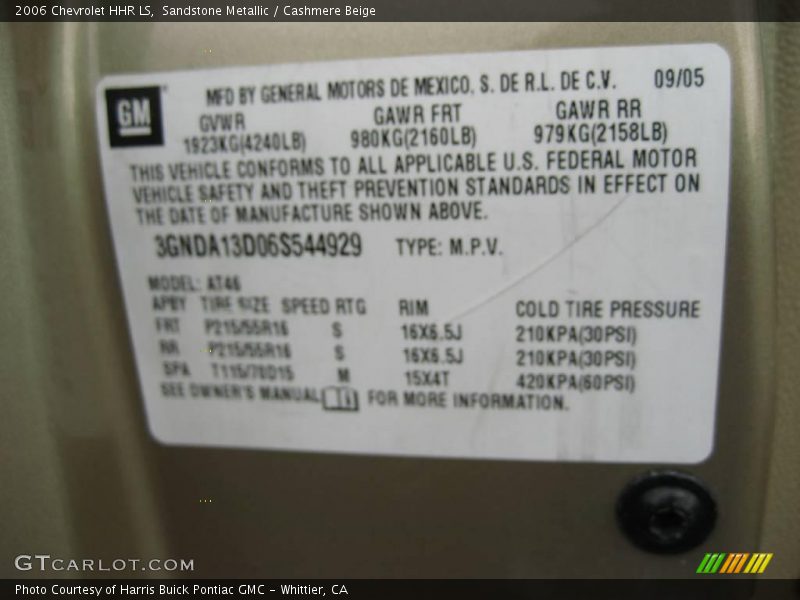 2006 Chevrolet HHR LS, Sandstone Metallic / Cashmere Beige
GM
MFD BY GENERAL MOTORS DE MEXICO, S. DE R.L. DE C.V. 09/05
GVWR GAWR FRT GAWR RR
1923KG(4240LB) 980KG(2160LB) 979KG(2158LB)
THIS VEHICLE CONFORMS TO ALL APPLICABLE U.S. FEDERAL MOTOR
VEHICLE SAFETY AND THEFT PREVENTION STANDARDS IN EFFECT ON
THE DATE OF MANUFACTURE SHOWN ABOVE.
3GNDA13D06S544929 TYPE: M.P.V.
MODEL: AT46
APBY TIRE SIZE SPEED RTG RIM COLD TIRE PRESSURE
FRT P215/55R16 S 16X6.5J 210KPA(30PSI)
RR P215/55R16 S 16X6.5J 210KPA(30PSI)
SPA T115/70D15 M 15X4T 420KPA(60PSI)
SEE OWNER'S MANUAL FOR MORE INFORMATION.
GTCARLOT.COM
Photo Courtesy of Harris Buick Pontiac GMC - Whittier, CA